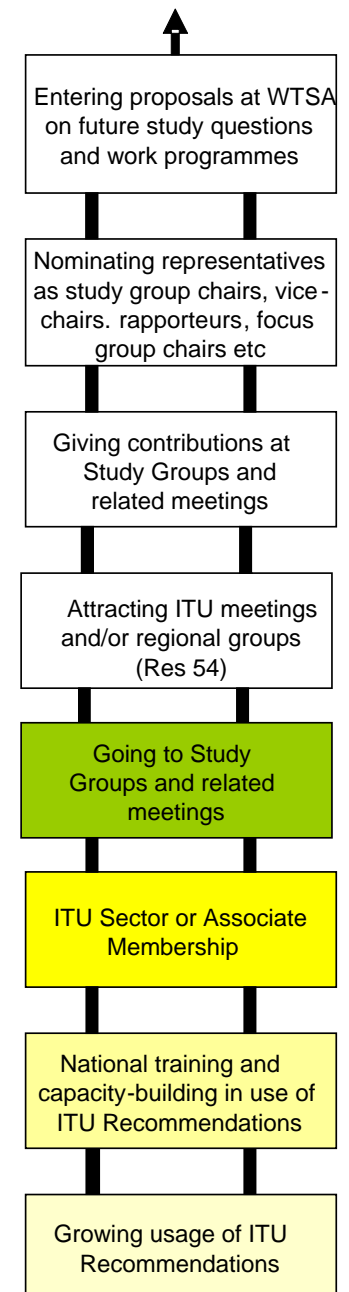 Entering proposals at WTSA
on future study questions
and work programmes
Nominating representatives
as study group chairs, vice-
chairs. rapporteurs, focus
group chairs etc
Giving contributions at
Study Groups and
related meetings
Attracting ITU meetings
and/or regional groups
(Res 54)
Going to Study
Groups and related
meetings
ITU Sector or Associate
Membership
National training and
capacity-building in use of
ITU Recommendations
Growing usage of ITU
Recommendations